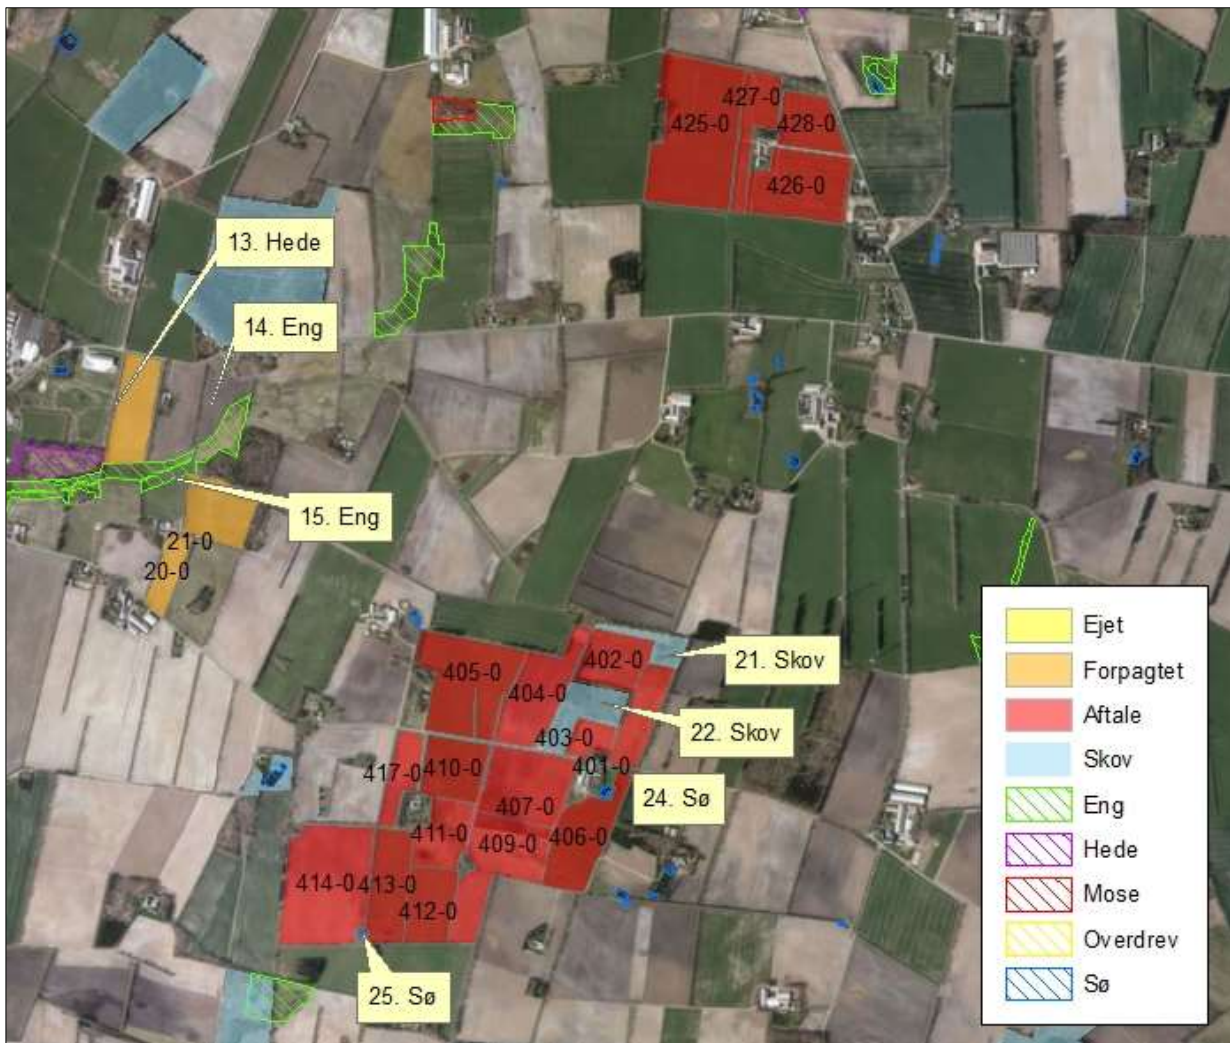 427-0
425-0
428-0
426-0
13. Hede
14. Eng
15. Eng
21-0
20-0
402-0
21. Skov
405-0
404-0
22. Skov
403-0
401-0
417-0
410-0
24. Sø
407-0
411-0
409-0
406-0
414-0
413-0
412-0
25. Sø
Ejet
Forpagtet
Aftale
Skov
Eng
Hede
Mose
Overdrev
Sø